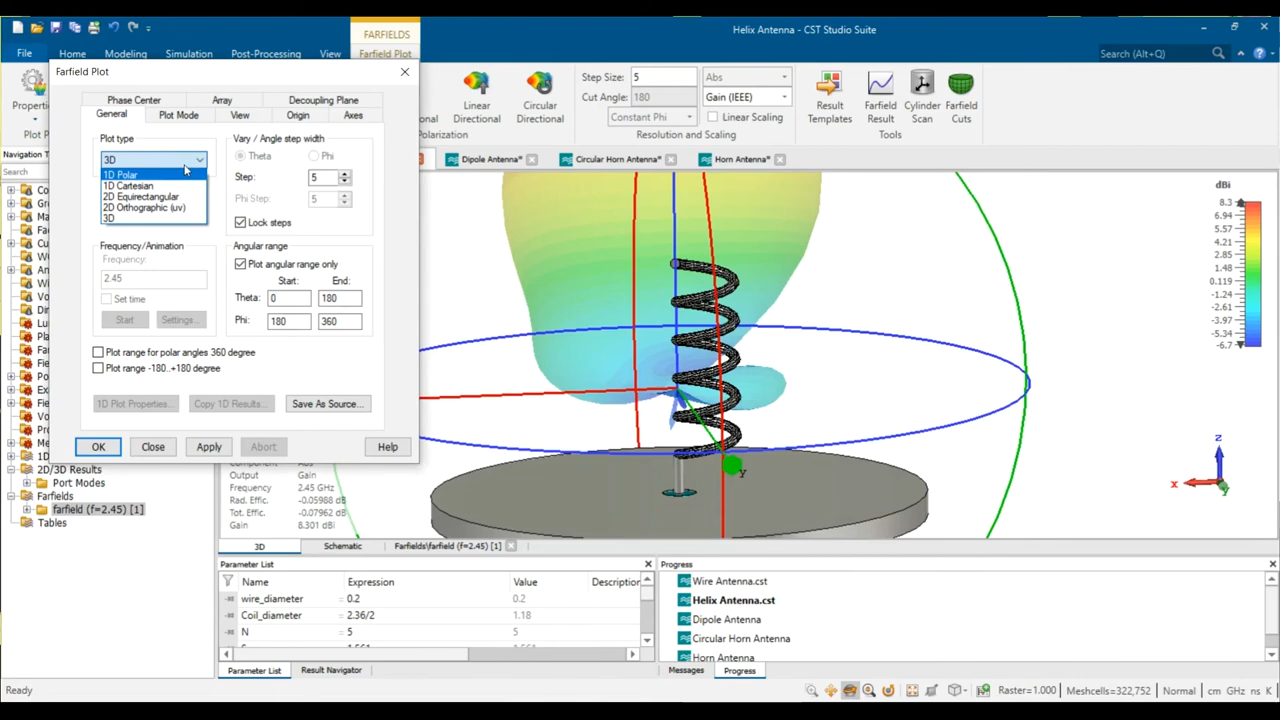 FARFIELDS
Helix Antenna - CST Studio Suite
File Home Modeling Simulation Post-Processing View Farfield Plot
Search (Alt+Q)
Farfield Plot
Phase Center Array Decoupling Plane
General Plot Mode View Origin Axes
Plot type
3D
1D Polar
1D Cartesian
2D Equirectangular
2D Orthographic (uv)
3D
Vary / Angle step width
Theta Phi
Step: 5
Phi Step: 5
Lock steps
Frequency/Animation
Frequency:
2.45
Set time
Start Settings...
Angular range
Plot angular range only
Start: End:
Theta: 0 180
Phi: 180 360
Plot range for polar angles 360 degree
Plot range -180..+180 degree
1D Plot Properties... Copy 1D Results... Save As Source...
OK Close Apply Abort Help
Linear
Directional
Circular
Directional
Step Size: 5 Abs
Cut Angle: 180 Gain (IEEE)
Constant Phi Linear Scaling
Resolution and Scaling
Result
Templates
Farfield
Result
Cylinder
Scan
Farfield
Cuts
Tools
Dipole Antenna* Circular Horn Antenna* Horn Antenna*
dBi
8.3
6.94
5.57
4.21
2.85
1.48
0.119
-1.24
-2.61
-3.97
-5.34
-6.7
y
z
x
y
2D/3D Results
Port Modes
Farfields
farfield (f=2.45) [1]
Tables
Output Gain
Frequency 2.45 GHz
Rad. Effic. -0.05988 dB
Tot. Effic. -0.07962 dB
Gain 8.301 dBi
3D Schematic Farfields\farfield (f=2.45) [1]
Parameter List
Name Expression Value Description
wire_diameter = 0.2 0.2
Coil_diameter = 2.36/2 1.18
N = 5 5
Parameter List Result Navigator
Progress
Wire Antenna.cst
Helix Antenna.cst
Dipole Antenna
Circular Horn Antenna
Horn Antenna
Messages Progress
Ready
Raster=1.000 Meshcells=322,752 Normal cm GHz ns K